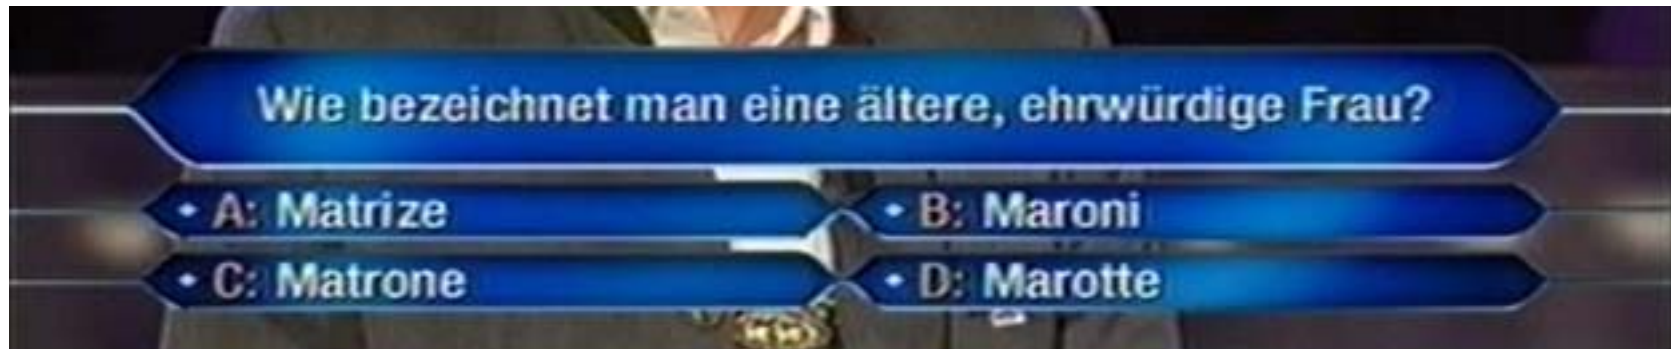 Wie bezeichnet man eine ältere, ehrwürdige Frau?
A: Matrize
B: Maroni
C: Matrone
D: Marotte